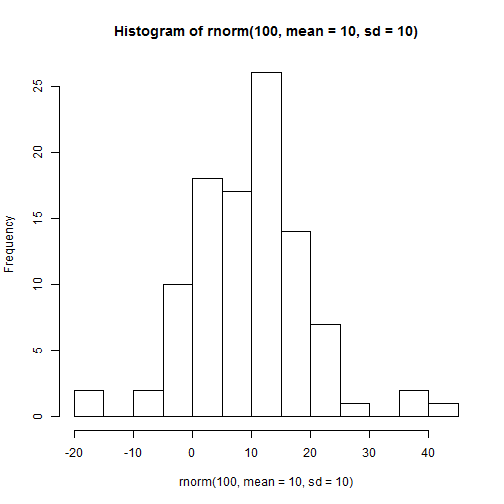 Histogram of rnorm(100, mean = 10, sd = 10)
Frequency
25
20
15
10
5
0
-20 -10 0 10 20 30 40
rnorm(100, mean = 10, sd = 10)